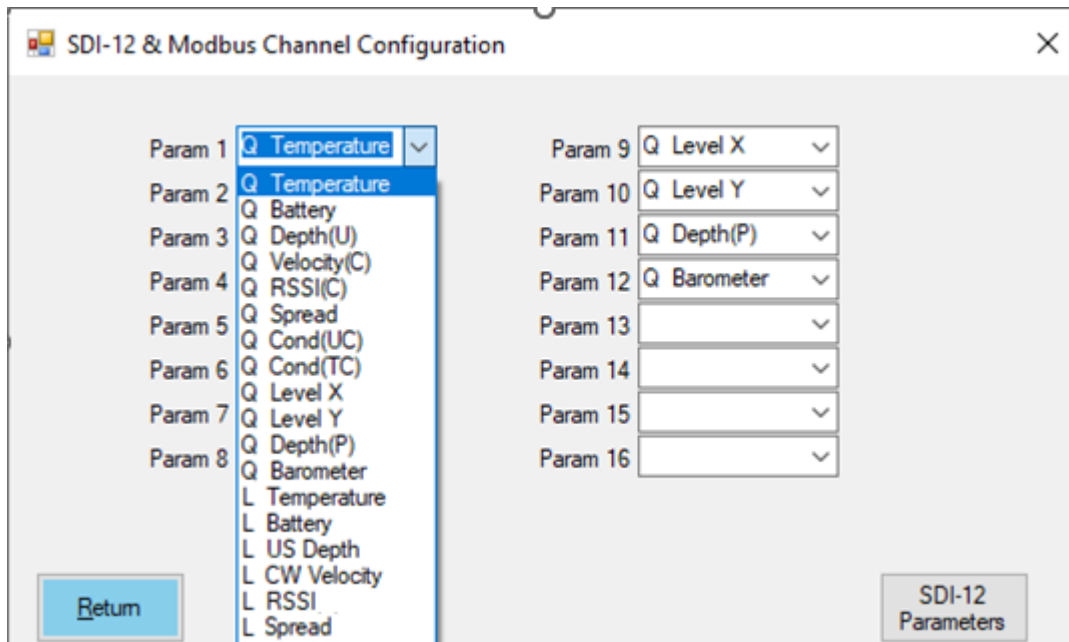 SDI-12 & Modbus Channel Configuration
Param 1 Q Temperature
Param 2
Param 3
Param 4
Param 5
Param 6
Param 7
Param 8
Q Temperature
Q Battery
Q Depth(U)
Q Velocity(C)
Q RSSI(C)
Q Spread
Q Cond(UC)
Q Cond(TC)
Q Level X
Q Level Y
Q Depth(P)
Q Barometer
L Temperature
L Battery
L US Depth
L CW Velocity
L RSSI
L Spread
Param 9 Q Level X
Param 10 Q Level Y
Param 11 Q Depth(P)
Param 12 Q Barometer
Param 13
Param 14
Param 15
Param 16
Return
SDI-12
Parameters